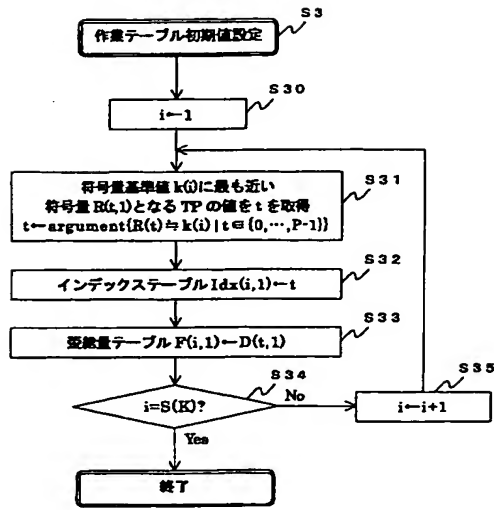 S3
作業テーブル初期値設定
S30
i←1
符号量基準値 k(i)に最も近い
符号量 R(t,1)となる TP の値を t を取得
t←argument{R(t)≒k(i)|t∈{0,…,P-1}}
S31
インデックステーブル Idx(i,1)←t
S32
歪総量テーブル F(i,1)←D(t,1)
S33
i=S(K)?
S34
No
i←i+1
S35
Yes
終了